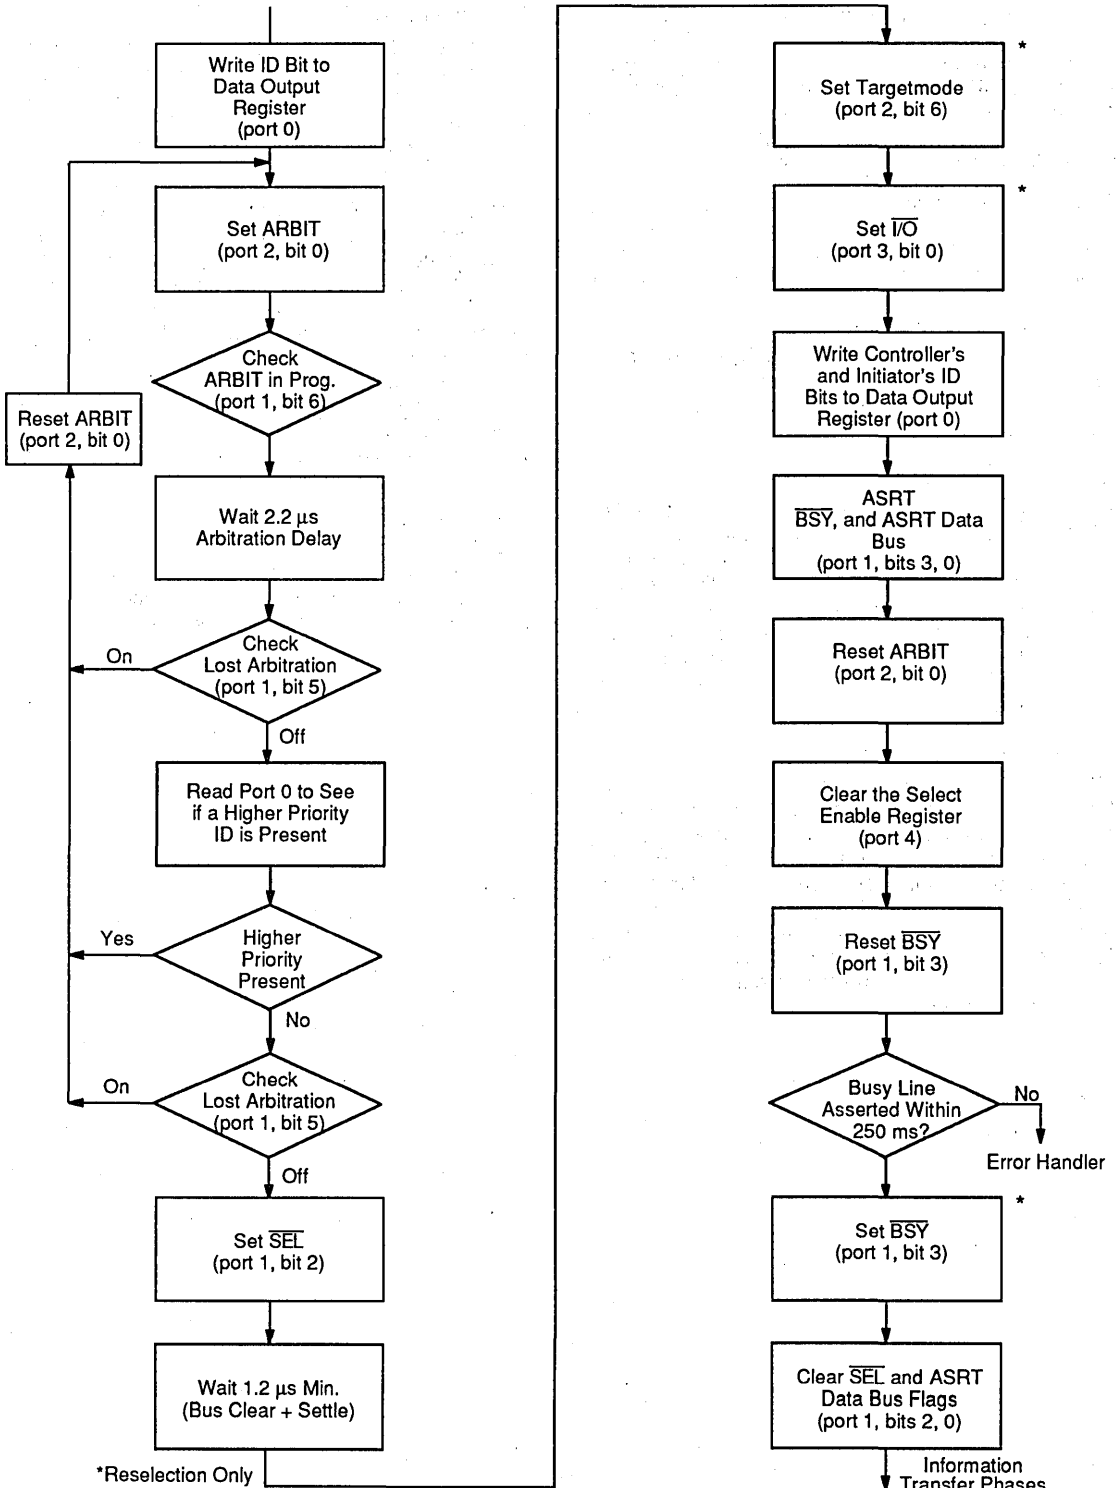 Write ID Bit to
Data Output
Register
(port 0)
Set ARBIT
(port 2, bit 0)
Check
ARBIT in Prog.
(port 1, bit 6)
Reset ARBIT
(port 2, bit 0)
Wait 2.2 μs
Arbitration Delay
Check
Lost Arbitration
(port 1, bit 5)
On
Off
Read Port 0 to See
if a Higher Priority
ID is Present
Higher
Priority
Present
Yes
No
Check
Lost Arbitration
(port 1, bit 5)
On
Off
Set S̅E̅L̅
(port 1, bit 2)
Wait 1.2 μs Min.
(Bus Clear + Settle)
*Reselection Only
*
Set Targetmode
(port 2, bit 6)
*
Set I̅/̅O̅
(port 3, bit 0)
Write Controller's
and Initiator's ID
Bits to Data Output
Register (port 0)
ASRT
B̅S̅Y̅, and ASRT Data
Bus
(port 1, bits 3, 0)
Reset ARBIT
(port 2, bit 0)
Clear the Select
Enable Register
(port 4)
Reset B̅S̅Y̅
(port 1, bit 3)
Busy Line
Asserted Within
250 ms?
No
Error Handler
*
Set B̅S̅Y̅
(port 1, bit 3)
Clear S̅E̅L̅ and ASRT
Data Bus Flags
(port 1, bits 2, 0)
Information
Transfer Phases